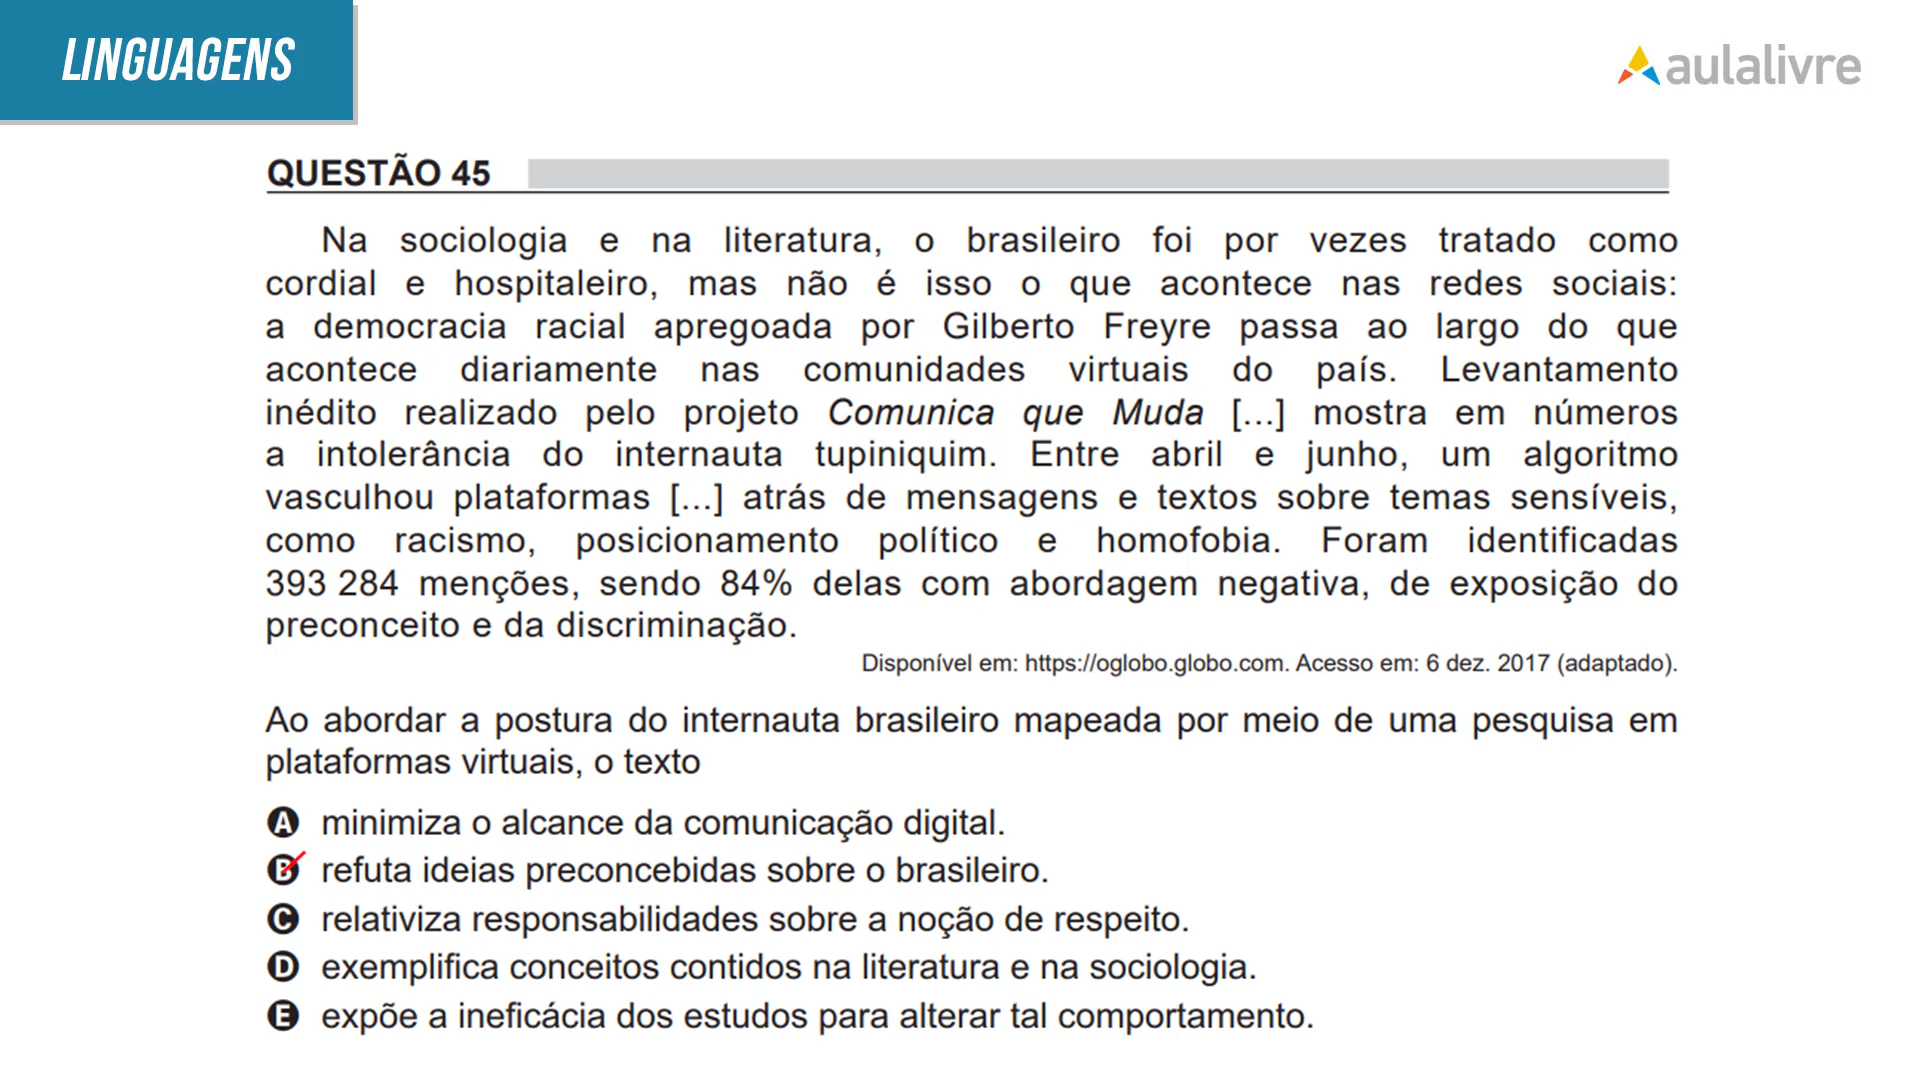 LINGUAGENS
aulalivre
QUESTÃO 45
Na sociologia e na literatura, o brasileiro foi por vezes tratado como
cordial e hospitaleiro, mas não é isso o que acontece nas redes sociais:
a democracia racial apregoada por Gilberto Freyre passa ao largo do que
acontece diariamente nas comunidades virtuais do país. Levantamento
inédito realizado pelo projeto Comunica que Muda [...] mostra em números
a intolerância do internauta tupiniquim. Entre abril e junho, um algoritmo
vasculhou plataformas [...] atrás de mensagens e textos sobre temas sensíveis,
como racismo, posicionamento político e homofobia. Foram identificadas
393 284 menções, sendo 84% delas com abordagem negativa, de exposição do
preconceito e da discriminação.
Disponível em: https://oglobo.globo.com. Acesso em: 6 dez. 2017 (adaptado).
Ao abordar a postura do internauta brasileiro mapeada por meio de uma pesquisa em
plataformas virtuais, o texto
A minimiza o alcance da comunicação digital.
B refuta ideias preconcebidas sobre o brasileiro.
C relativiza responsabilidades sobre a noção de respeito.
D exemplifica conceitos contidos na literatura e na sociologia.
E expõe a ineficácia dos estudos para alterar tal comportamento.